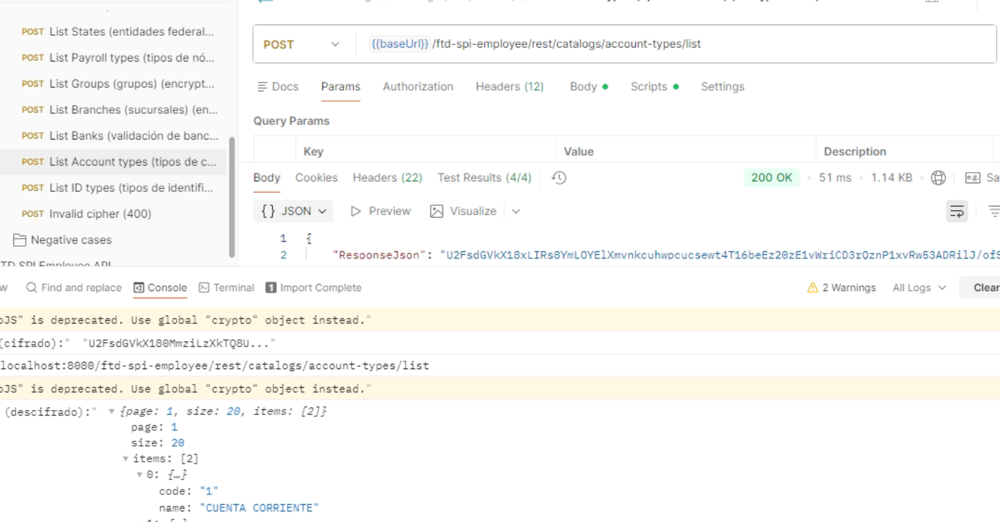 POST List States (entidades federal...
POST List Payroll types (tipos de nó...
POST List Groups (grupos) (encrypt...
POST List Branches (sucursales) (en...
POST List Banks (validación de banc...
POST List Account types (tipos de c...
POST List ID types (tipos de identifi...
POST Invalid cipher (400)
Negative cases
POST {{baseUrl}} /ftd-spi-employee/rest/catalogs/account-types/list
Docs Params Authorization Headers (12) Body Scripts Settings
Query Params
Key Value Description
Body Cookies Headers (22) Test Results (4/4) 200 OK 51 ms 1.14 KB e.g. Sa
{} JSON Preview Visualize
1 {
2 "ResponseJson": "U2FsdGVkX18xLIRs8YmLOYElXmvnkcuhwpcucsewt4T16beEz20zE1vWriCD3rOznP1xvRw53ADRilJ/ofS
w Find and replace Console Terminal 1 Import Complete 2 Warnings All Logs Clear
oJS" is deprecated. Use global "crypto" object instead."
(cifrado):" "U2FsdGVkX180MmziLzXkTQ8U..."
localhost:8080/ftd-spi-employee/rest/catalogs/account-types/list
oJS" is deprecated. Use global "crypto" object instead."
(descifrado):" {page: 1, size: 20, items: [2]}
page: 1
size: 20
items: [2]
0: {…}
code: "1"
name: "CUENTA CORRIENTE"